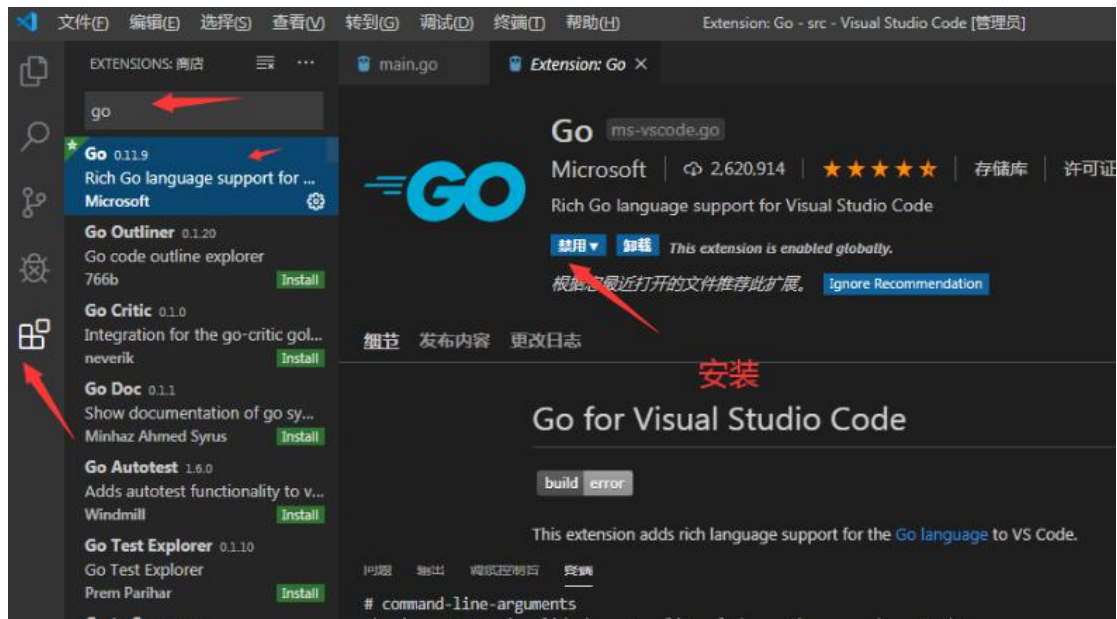 文件(F) 编辑(E) 选择(S) 查看(V) 转到(G) 调试(D) 终端(T) 帮助(H) Extension: Go - src - Visual Studio Code [管理员]
EXTENSIONS: 商店
main.go
Extension: Go
go
Go 0.11.9
Rich Go language support for ...
Microsoft
Go Outliner 0.1.20
Go code outline explorer
766b Install
Go Critic 0.1.0
Integration for the go-critic gol...
neverik Install
Go Doc 0.1.1
Show documentation of go sy...
Minhaz Ahmed Syrus Install
Go Autotest 1.6.0
Adds autotest functionality to v...
Windmill Install
Go Test Explorer 0.1.10
Go Test Explorer
Prem Parihar Install
GO
Go ms-vscode.go
Microsoft 2,620,914 存储库 许可证
Rich Go language support for Visual Studio Code
禁用 卸载 This extension is enabled globally.
根据您最近打开的文件推荐此扩展。 Ignore Recommendation
细节 发布内容 更改日志
安装
Go for Visual Studio Code
build error
This extension adds rich language support for the Go language to VS Code.
问题 输出 调试控制台 终端
# command-line-arguments